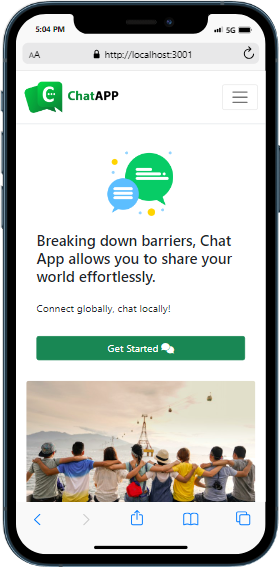 5:04 PM
5G
AA
http://localhost:3001
C
ChatAPP
Breaking down barriers, Chat
App allows you to share your
world effortlessly.
Connect globally, chat locally!
Get Started